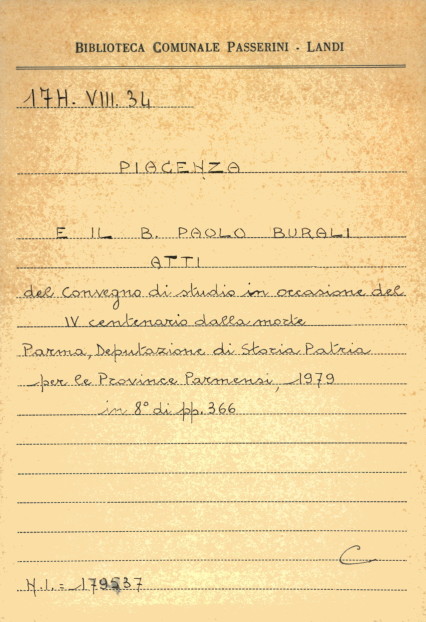 BIBLIOTECA COMUNALE PASSERINI - LANDI
17H. VIII. 34
PIACENZA
E IL B. PAOLO BURALI
ATTI
del Convegno di studio in occasione del
IV centenario dalla morte
Parma, Deputazione di Storia Patria
per le Province Parmensi, 1979
in 8° di pp. 366
C
N.I. = 179537